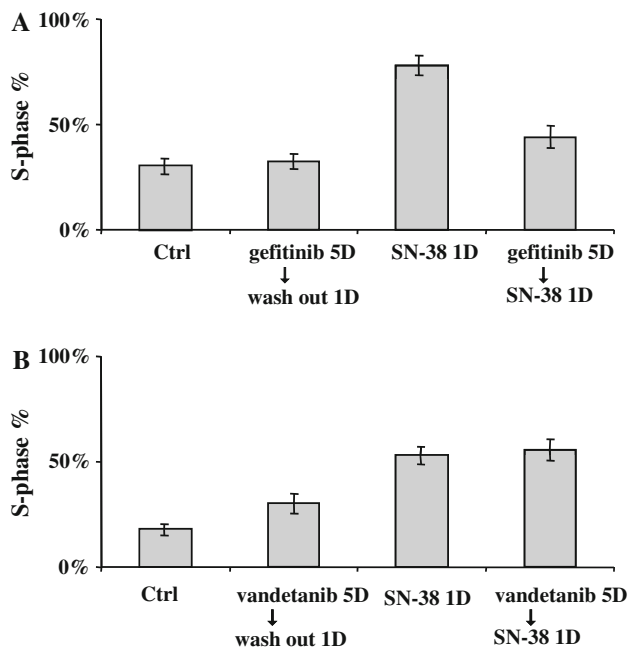 A
100%
50%
0%
S-phase %
Ctrl
gefitinib 5D
↓
wash out 1D
SN-38 1D
gefitinib 5D
↓
SN-38 1D
B
100%
50%
0%
S-phase %
Ctrl
vandetanib 5D
↓
wash out 1D
SN-38 1D
vandetanib 5D
↓
SN-38 1D